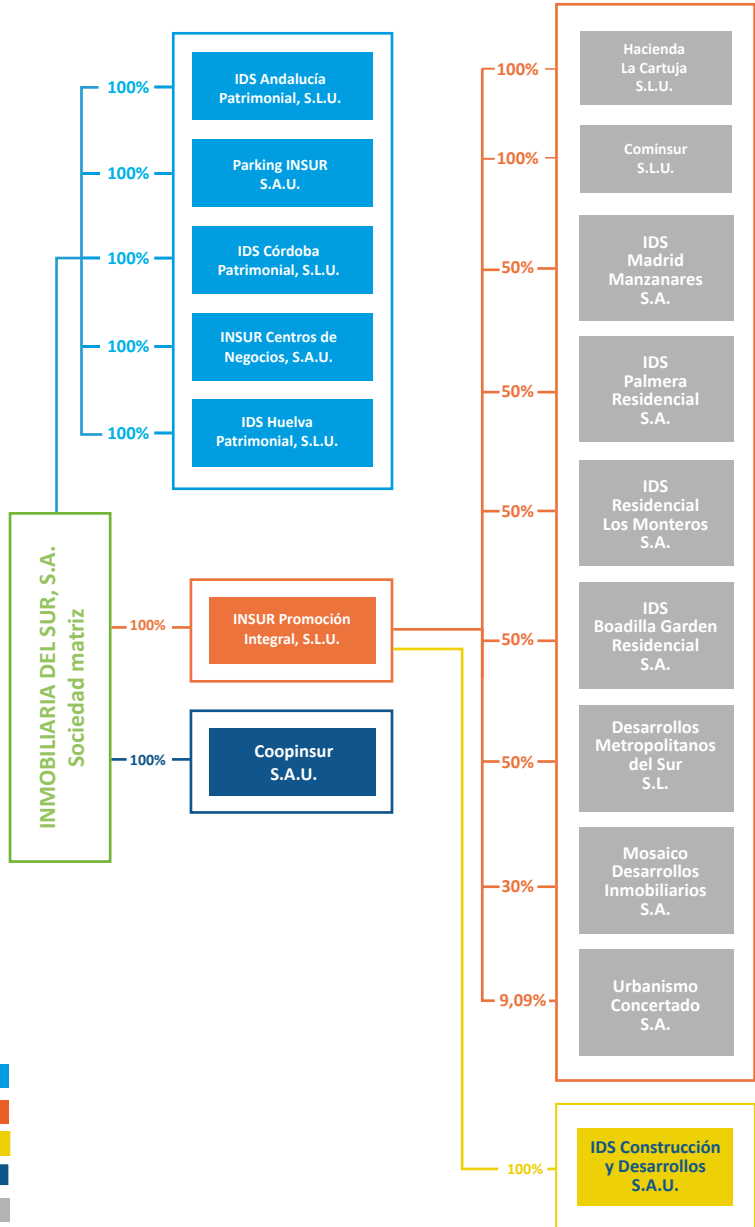 100%
IDS Andalucía
Patrimonial, S.L.U.
100%
Parking INSUR
S.A.U.
100%
IDS Córdoba
Patrimonial, S.L.U.
100%
INSUR Centros de
Negocios, S.A.U.
100%
IDS Huelva
Patrimonial, S.L.U.
INMOBILIARIA DEL SUR, S.A.
Sociedad matriz
100%
INSUR Promoción
Integral, S.L.U.
100%
Coopinsur
S.A.U.
100%
Hacienda
La Cartuja
S.L.U.
100%
Cominsur
S.L.U.
50%
IDS
Madrid
Manzanares
S.A.
50%
IDS
Palmera
Residencial
S.A.
50%
IDS
Residencial
Los Monteros
S.A.
50%
IDS
Boadilla Garden
Residencial
S.A.
50%
Desarrollos
Metropolitanos
del Sur
S.L.
30%
Mosaico
Desarrollos
Inmobiliarios
S.A.
9,09%
Urbanismo
Concertado
S.A.
100%
IDS Construcción
y Desarrollos
S.A.U.